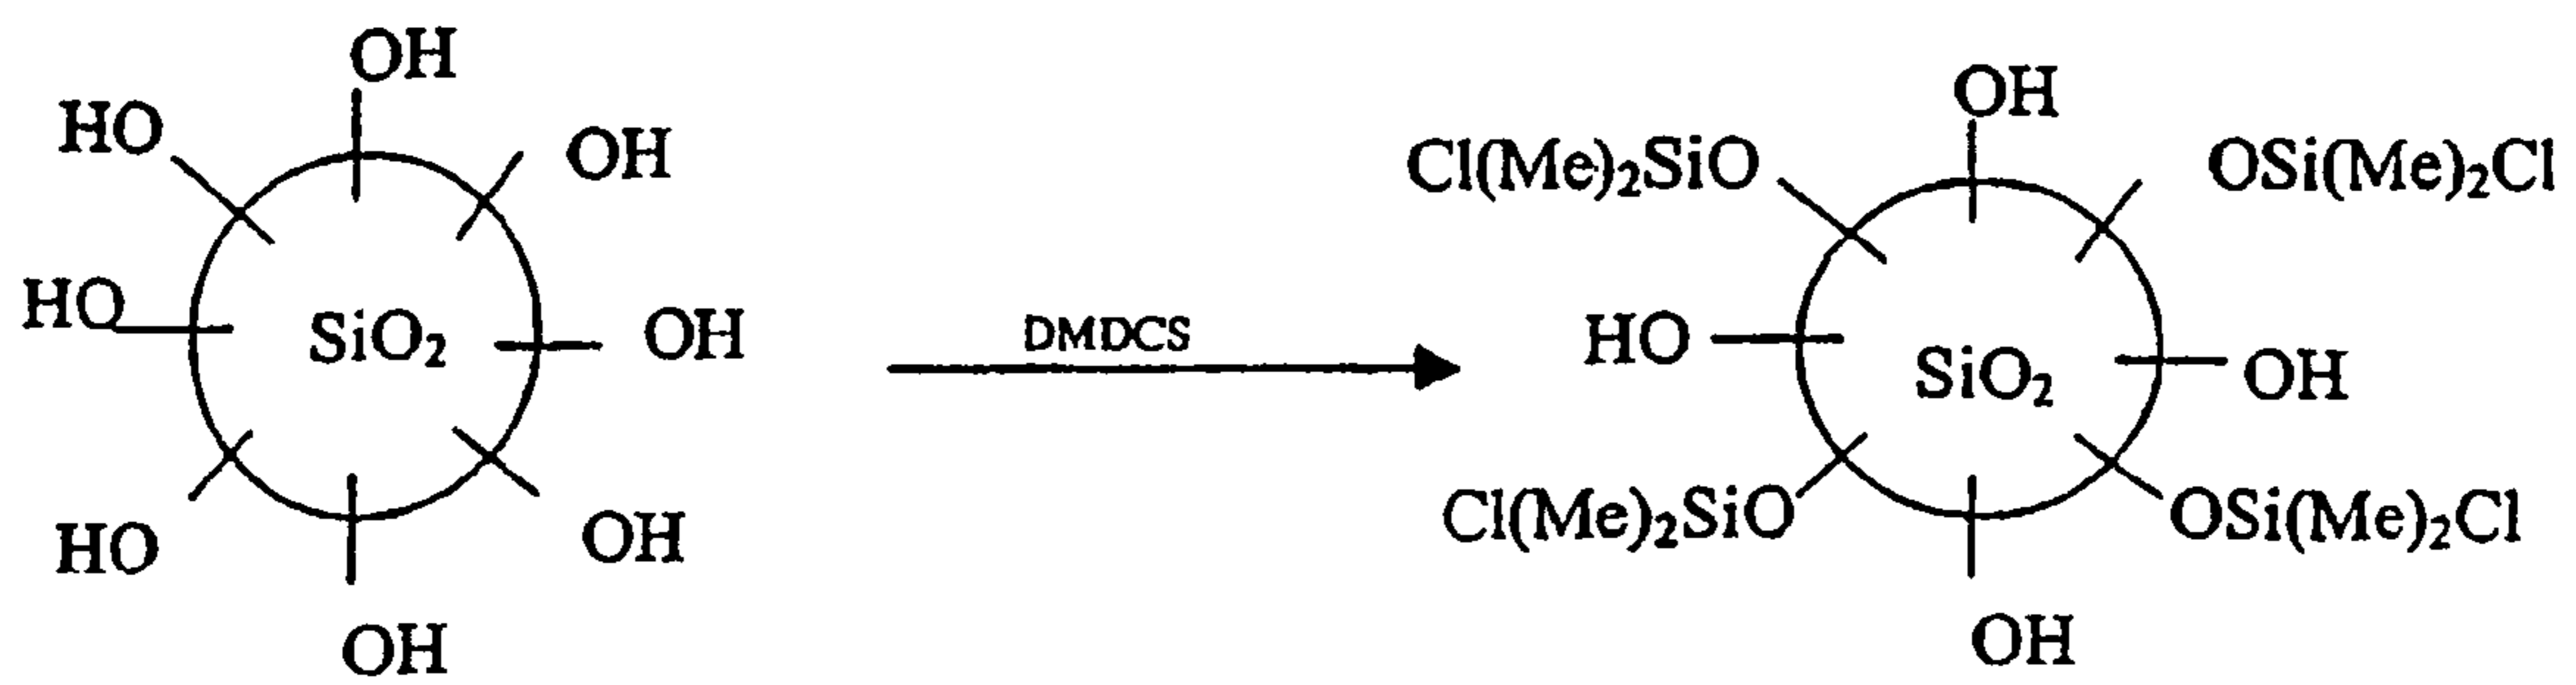 OH
HO
OH
HO
SiO₂
OH
HO
OH
OH
DMDCS
OH
Cl(Me)₂SiO
OSi(Me)₂Cl
HO
SiO₂
OH
Cl(Me)₂SiO
OSi(Me)₂Cl
OH